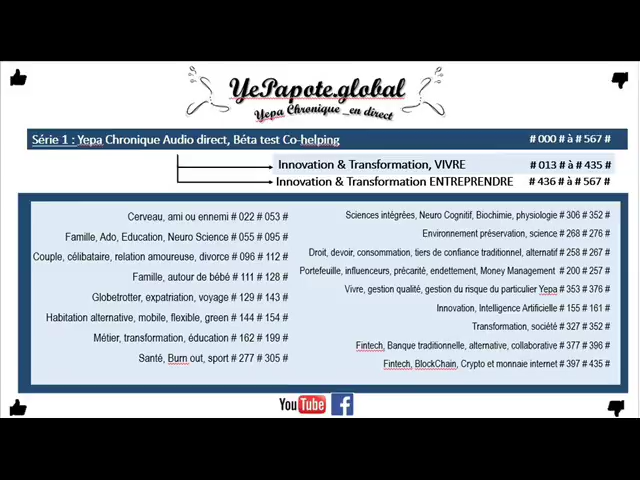 YePapote.global
Yepa Chronique _en direct
Série 1 : Yepa Chronique Audio direct, Béta test Co-helping # 000 # à # 567 #
Innovation & Transformation, VIVRE # 013 # à # 435 #
Innovation & Transformation ENTREPRENDRE # 436 # à # 567 #
Cerveau, ami ou ennemi # 022 # 053 #
Famille, Ado, Education, Neuro Science # 055 # 095 #
Couple, célibataire, relation amoureuse, divorce # 096 # 112 #
Famille, autour de bébé # 111 # 128 #
Globetrotter, expatriation, voyage # 129 # 143 #
Habitation alternative, mobile, flexible, green # 144 # 154 #
Métier, transformation, éducation # 162 # 199 #
Santé, Burn out, sport # 277 # 305 #
Sciences intégrées, Neuro Cognitif, Biochimie, physiologie # 306 # 352 #
Environnement préservation, science # 268 # 276 #
Droit, devoir, consommation, tiers de confiance traditionnel, alternatif # 258 # 267 #
Portefeuille, influenceurs, précarité, endettement, Money Management # 200 # 257 #
Vivre, gestion qualité, gestion du risque du particulier Yepa # 353 # 376 #
Innovation, Intelligence Artificielle # 155 # 161 #
Transformation, société # 327 # 352 #
Fintech, Banque traditionnelle, alternative, collaborative # 377 # 396 #
Fintech, BlockChain, Crypto et monnaie internet # 397 # 435 #
YouTube f